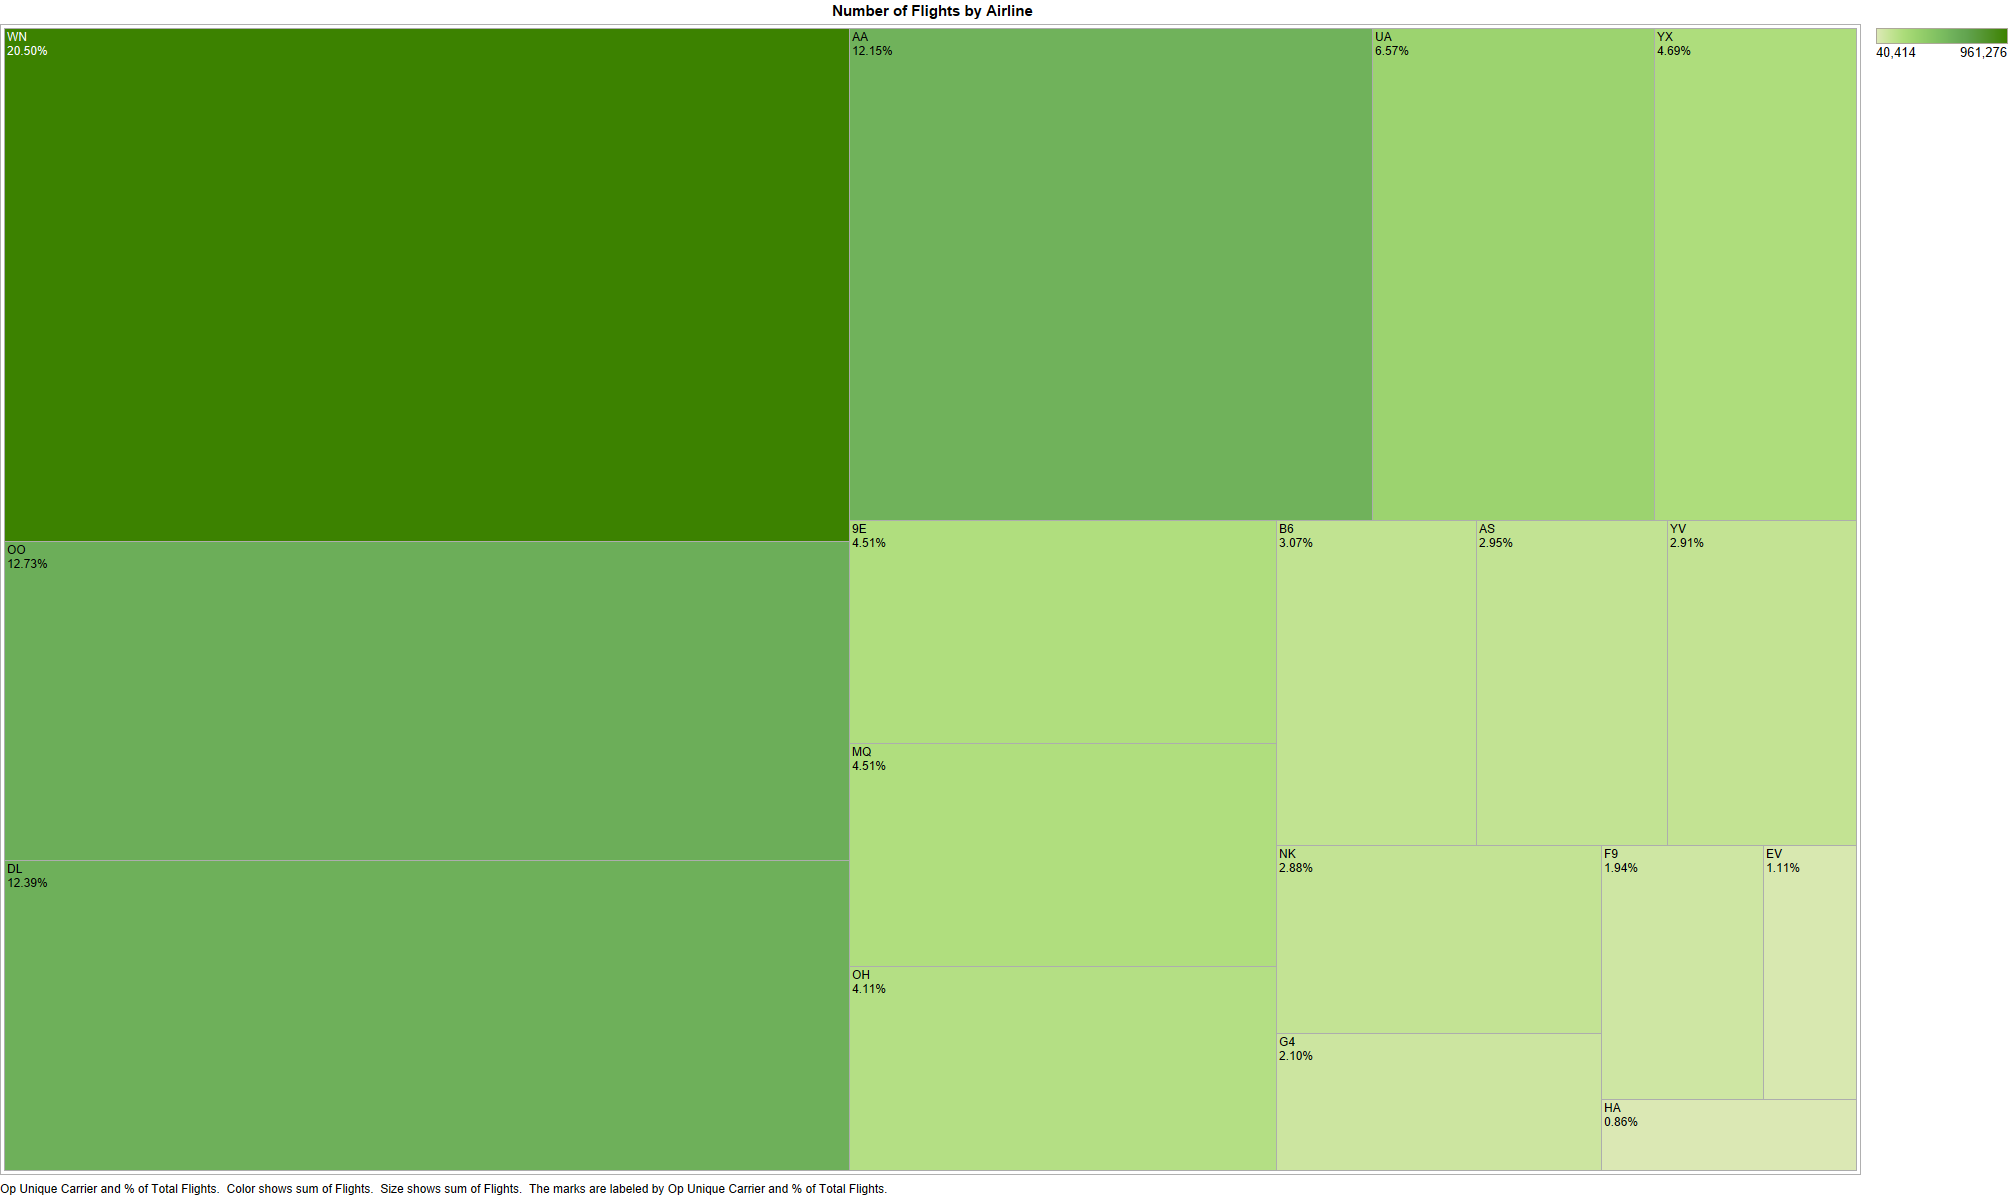 Number of Flights by Airline
WN
20.50%
AA
12.15%
UA
6.57%
YX
4.69%
40,414 961,276
OO
12.73%
DL
12.39%
9E
4.51%
MQ
4.51%
OH
4.11%
B6
3.07%
AS
2.95%
YV
2.91%
NK
2.88%
G4
2.10%
F9
1.94%
EV
1.11%
HA
0.86%
Op Unique Carrier and % of Total Flights.  Color shows sum of Flights.  Size shows sum of Flights.  The marks are labeled by Op Unique Carrier and % of Total Flights.